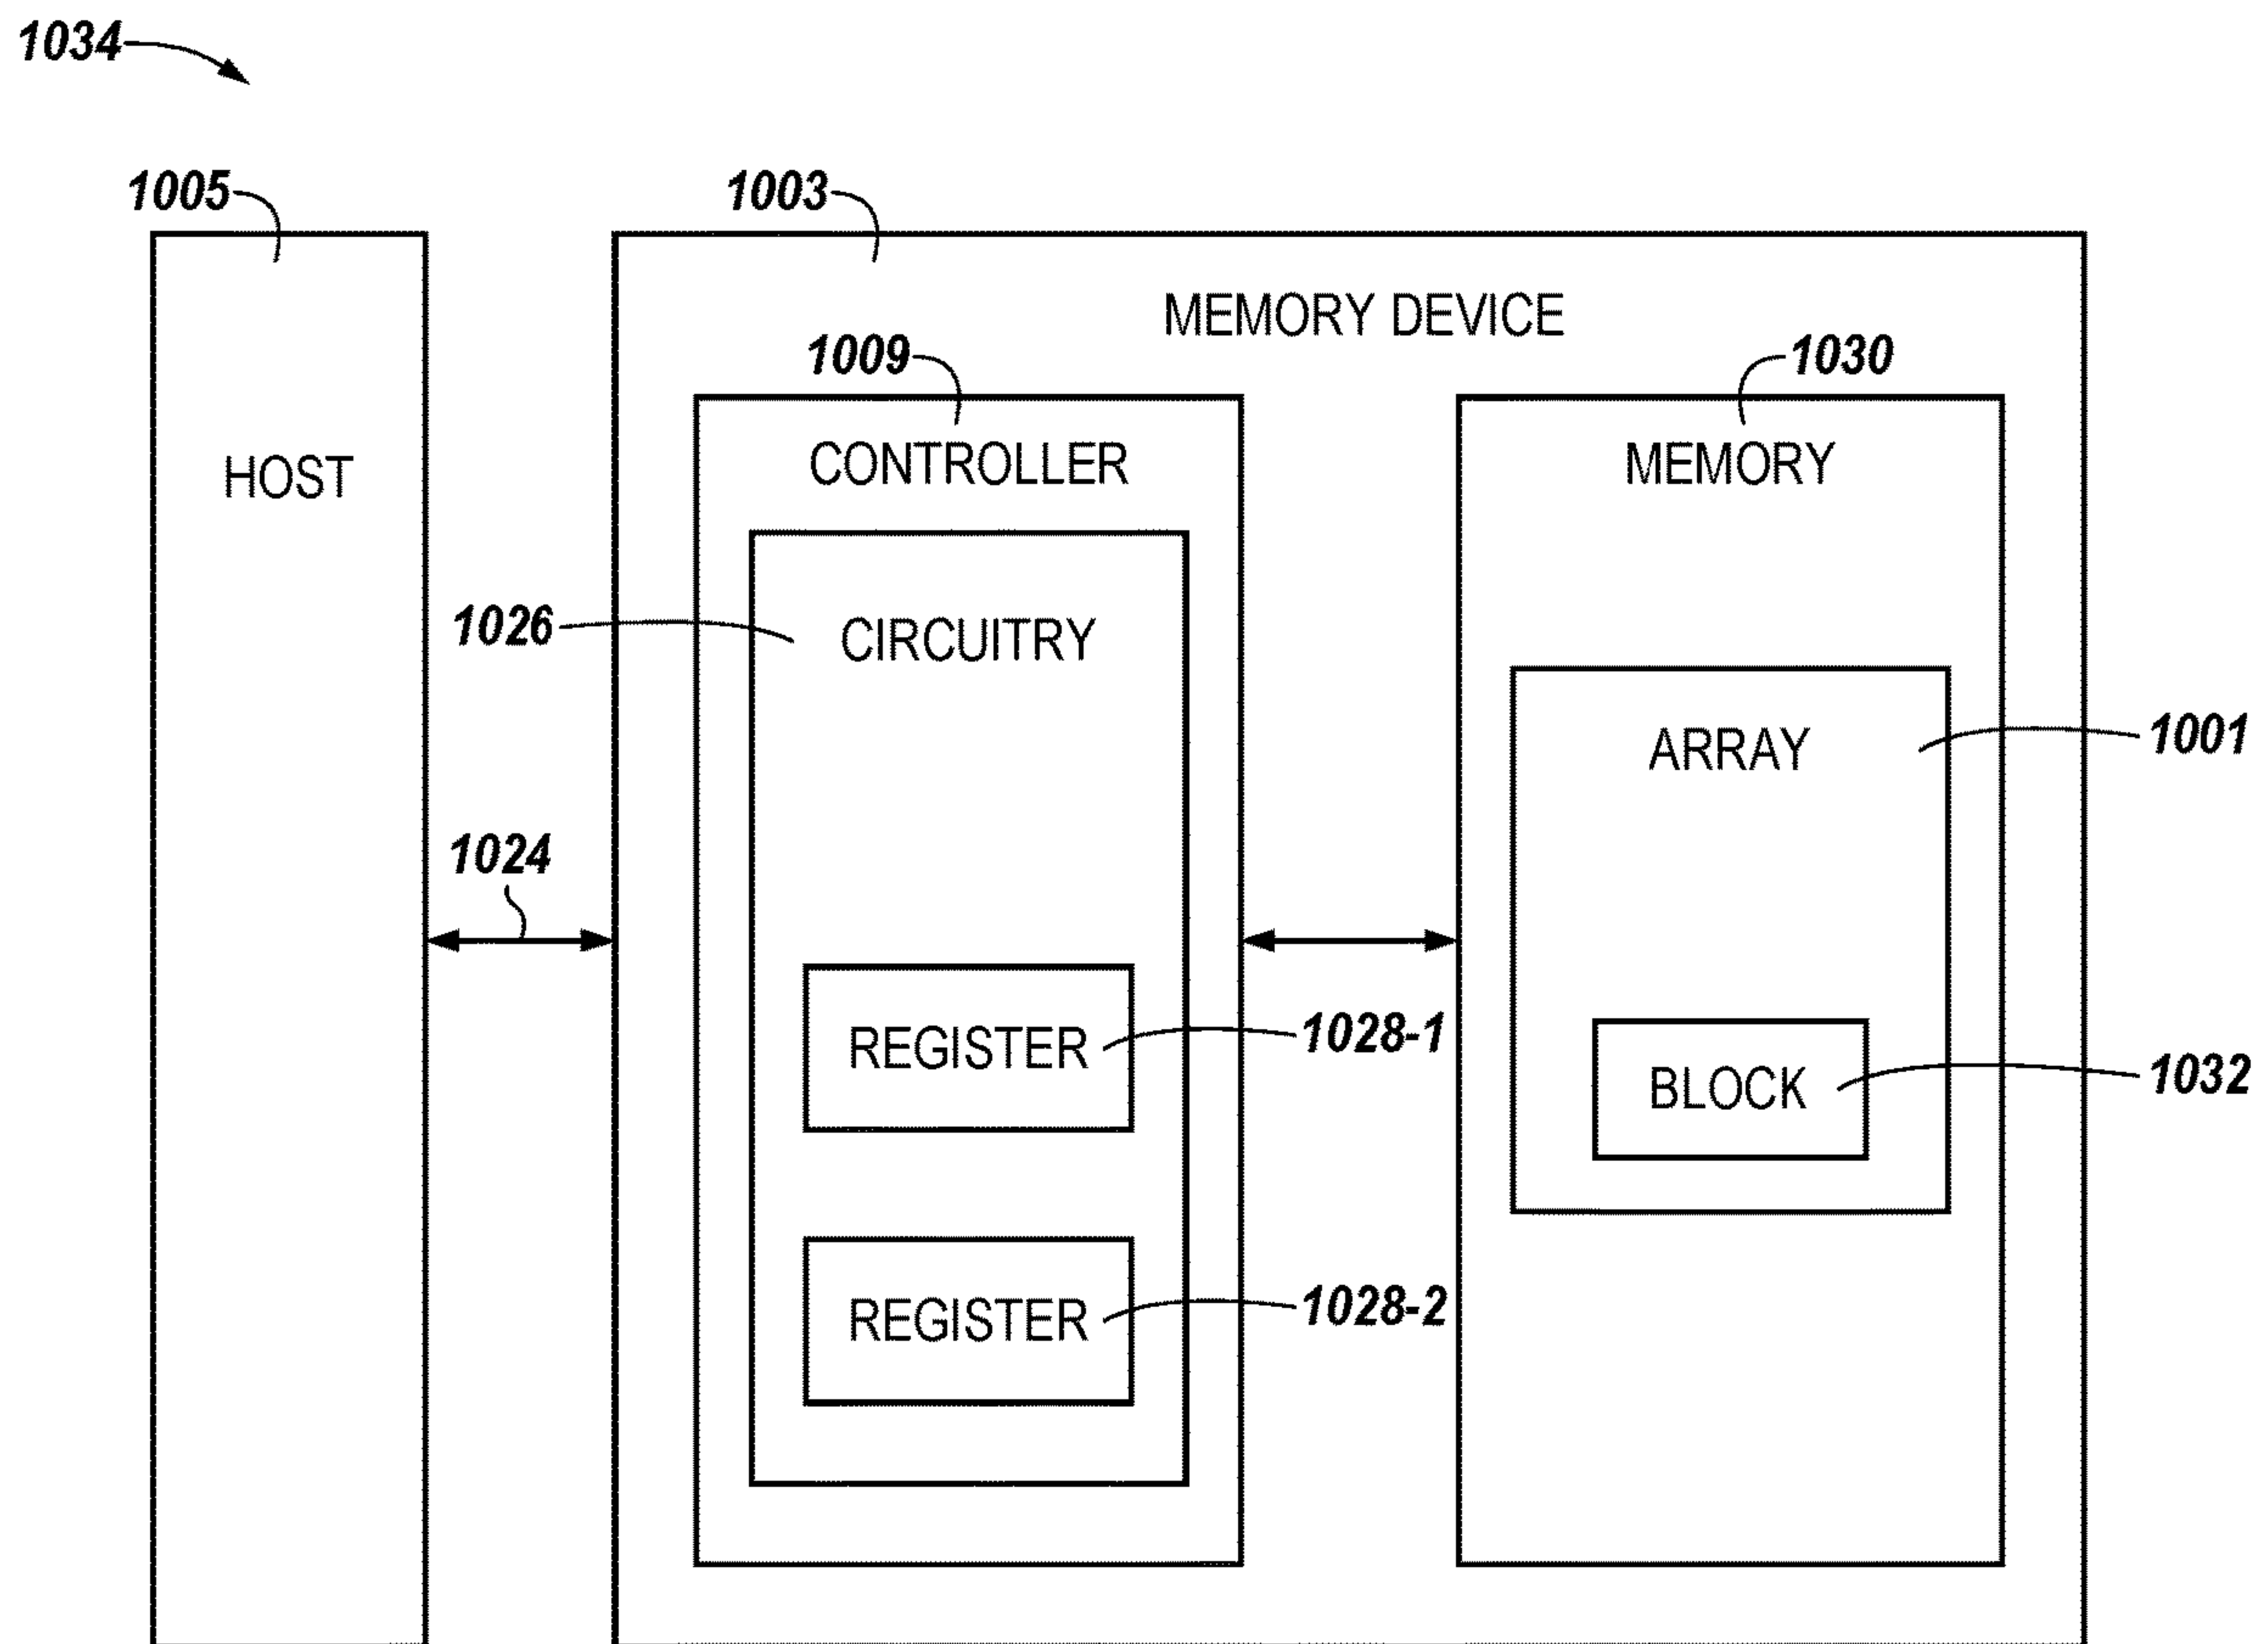 1034
1005
1003
MEMORY DEVICE
1009
1030
HOST
CONTROLLER
MEMORY
1026
CIRCUITRY
ARRAY
1001
1024
REGISTER
1028-1
BLOCK
1032
REGISTER
1028-2